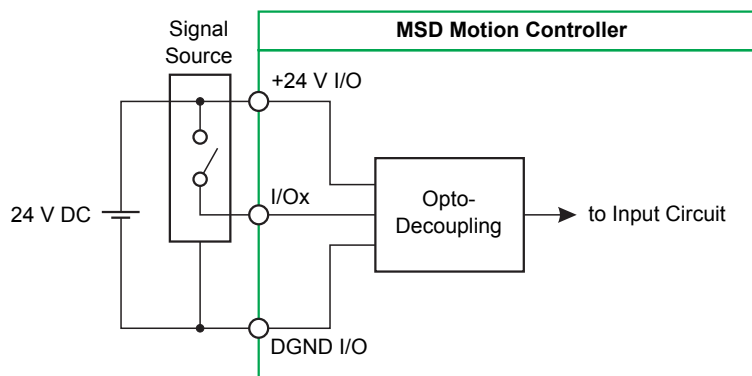 Signal
Source
MSD Motion Controller
+24 V I/O
I/Ox
24 V DC
Opto-
Decoupling
to Input Circuit
DGND I/O